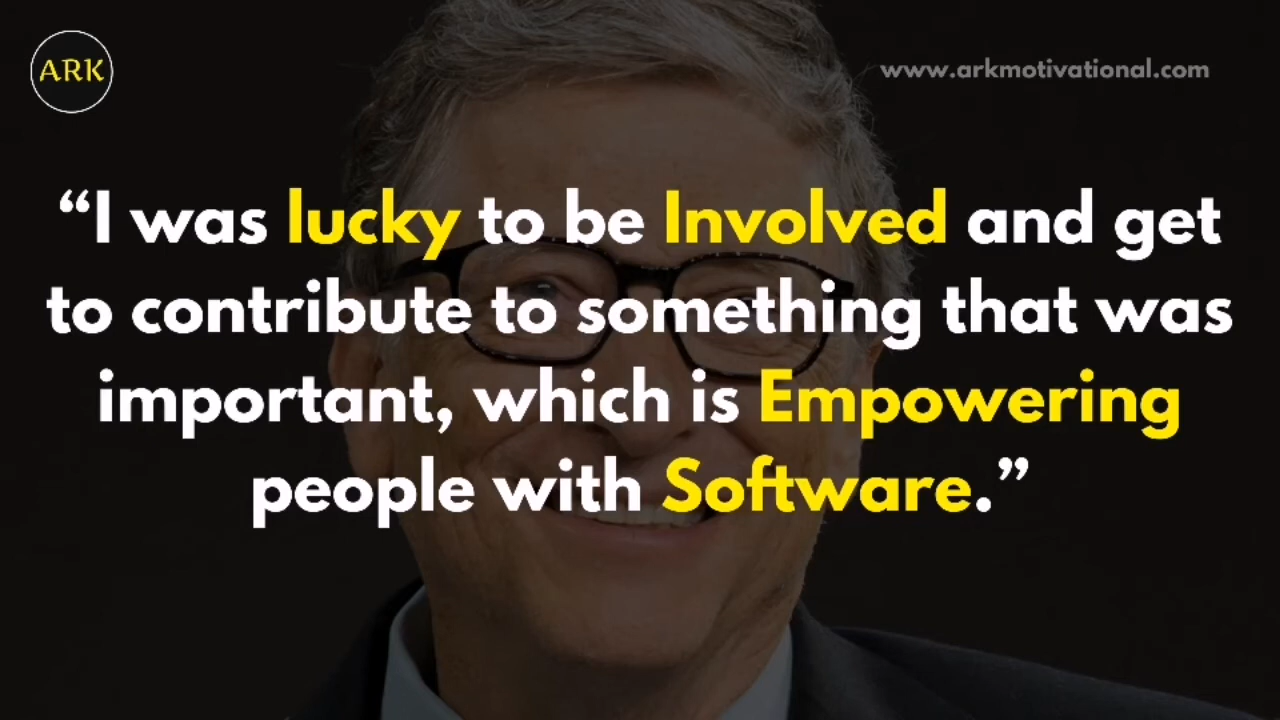 ARK
www.arkmotivational.com
“I was lucky to be Involved and get
to contribute to something that was
important, which is Empowering
people with Software.”